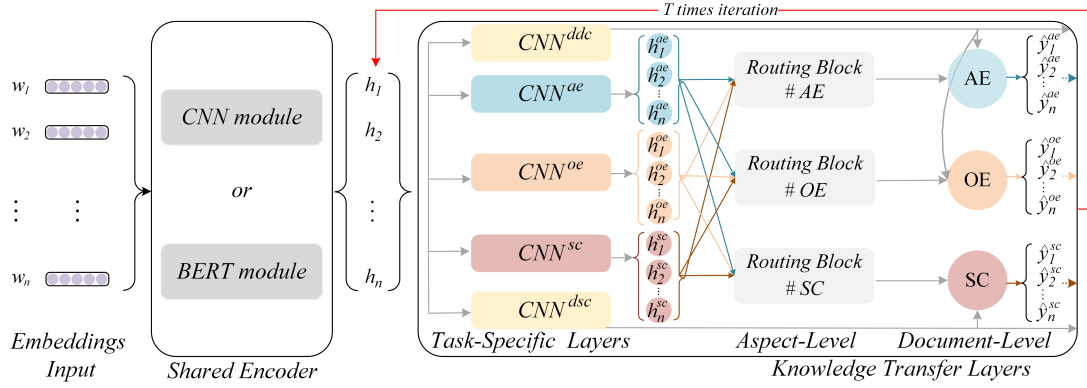 T times iteration
w1
w2
⋮ ⋮
wn
Embeddings
Input
CNN module
or
BERT module
Shared Encoder
h1
h2
⋮
hn
CNN^ddc
CNN^ae
CNN^oe
CNN^sc
CNN^dsc
Task-Specific Layers
h1^ae
h2^ae
⋮
hn^ae
h1^oe
h2^oe
⋮
hn^oe
h1^sc
h2^sc
⋮
hn^sc
Routing Block
# AE
Routing Block
# OE
Routing Block
# SC
Aspect-Level
AE
OE
SC
Document-Level
ŷ1^ae
ŷ2^ae
⋮
ŷn^ae
ŷ1^oe
ŷ2^oe
⋮
ŷn^oe
ŷ1^sc
ŷ2^sc
⋮
ŷn^sc
Knowledge Transfer Layers